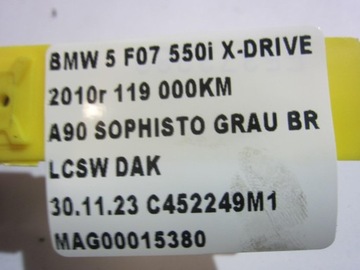 BMW 5 F07 550i X-DRIVE
2010r 119 000KM
A90 SOPHISTO GRAU BR
LCSW DAK
30.11.23 C452249M1
MAG00015380